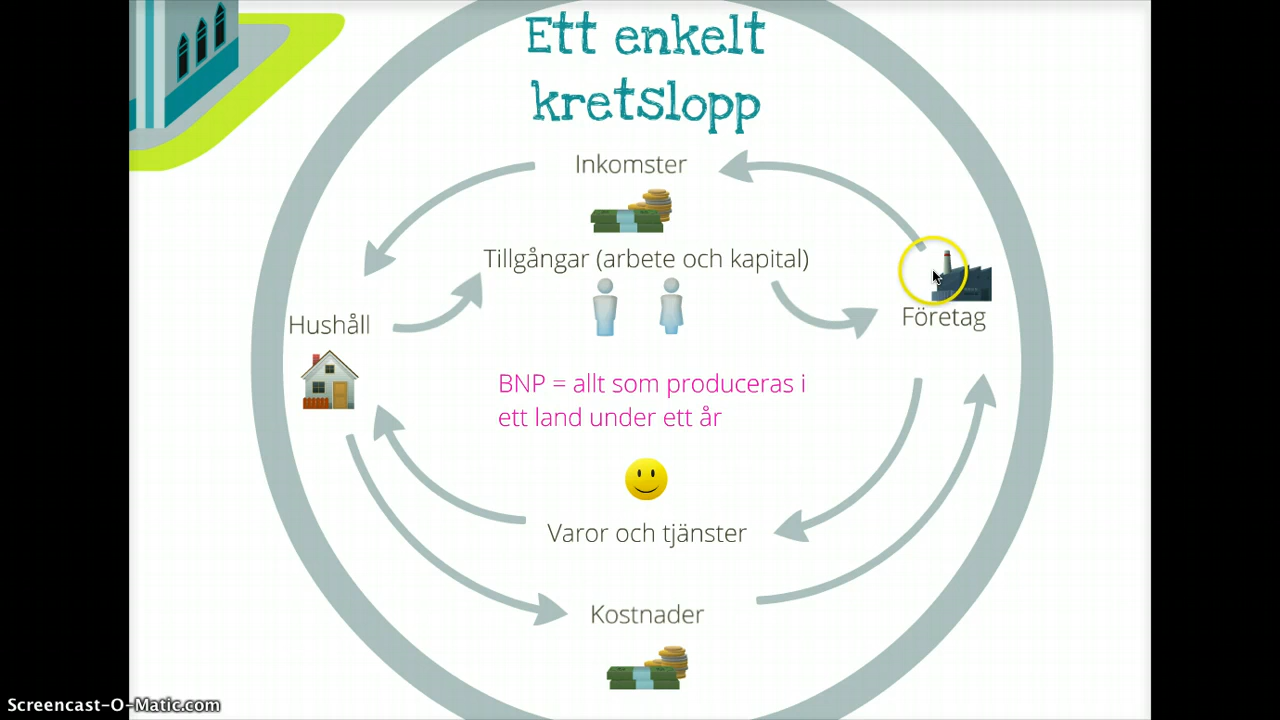 Ett enkelt
kretslopp
Inkomster
Tillgångar (arbete och kapital)
Hushåll
Företag
BNP = allt som produceras i
ett land under ett år
Varor och tjänster
Kostnader
Screencast-O-Matic.com